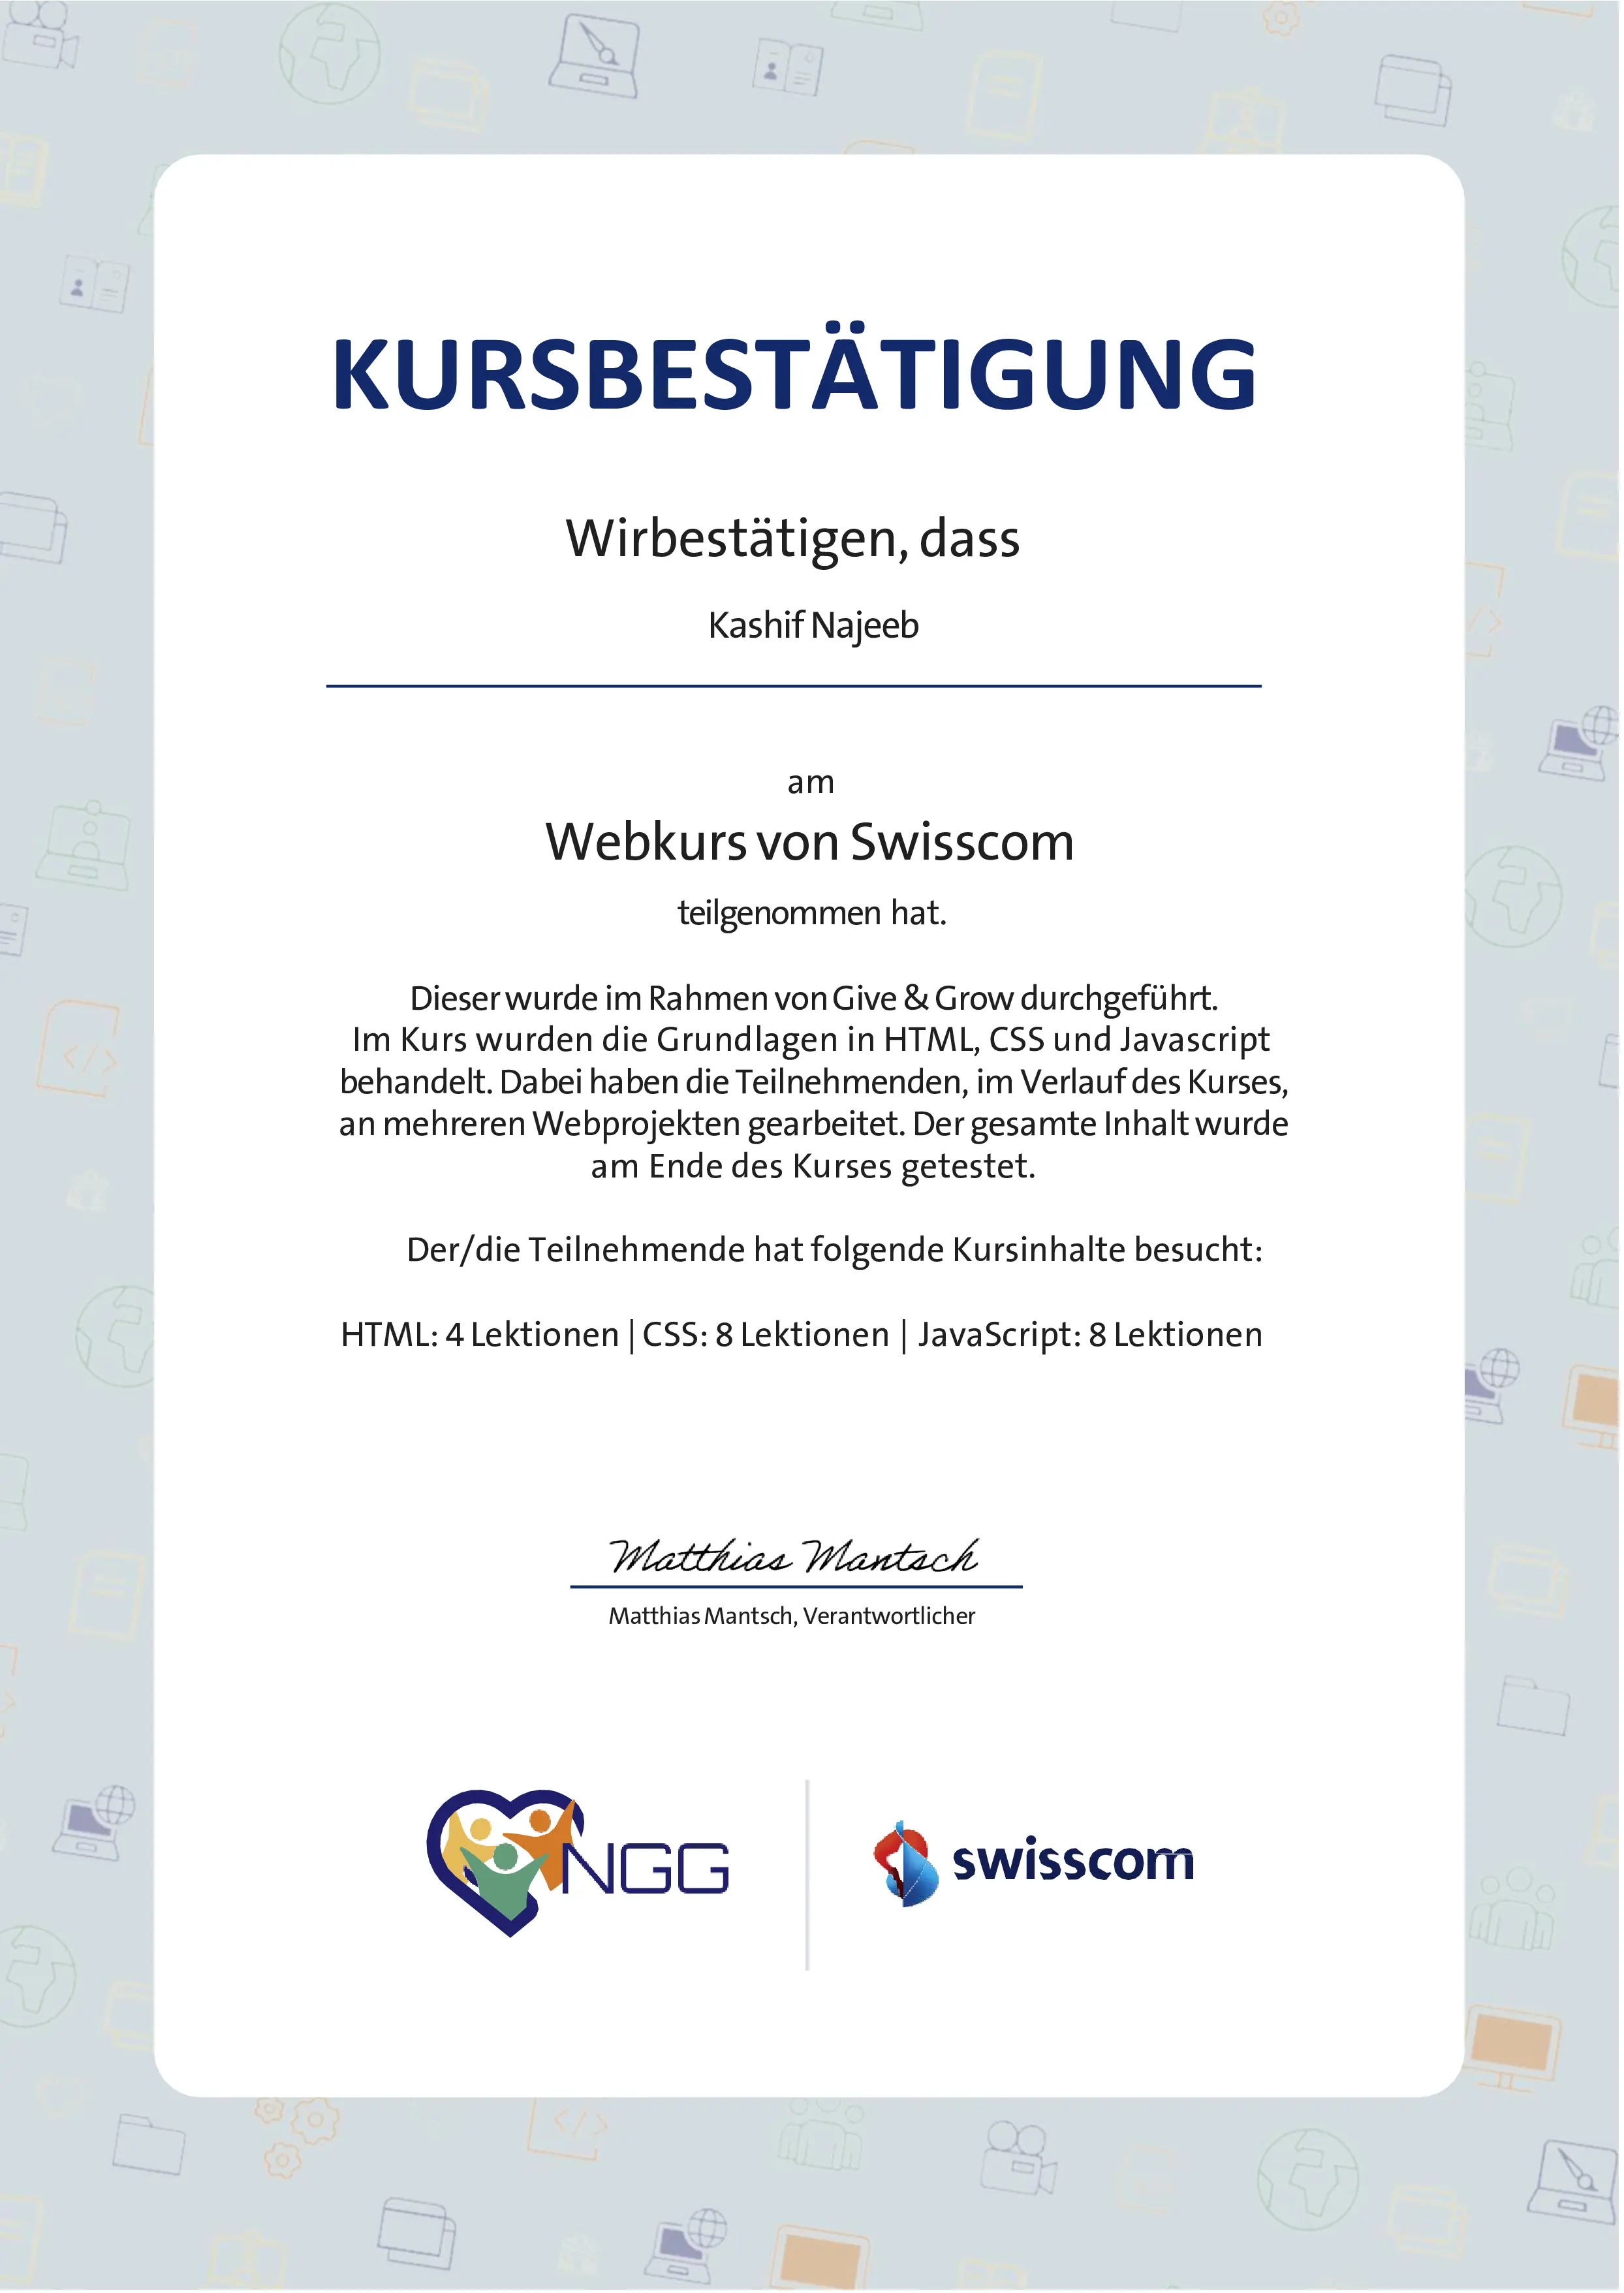 KURSBESTÄTIGUNG
Wirbestätigen, dass
Kashif Najeeb
am
Webkurs von Swisscom
teilgenommen hat.
Dieser wurde im Rahmen von Give & Grow durchgeführt.
Im Kurs wurden die Grundlagen in HTML, CSS und Javascript
behandelt. Dabei haben die Teilnehmenden, im Verlauf des Kurses,
an mehreren Webprojekten gearbeitet. Der gesamte Inhalt wurde
am Ende des Kurses getestet.
Der/die Teilnehmende hat folgende Kursinhalte besucht:
HTML: 4 Lektionen | CSS: 8 Lektionen | JavaScript: 8 Lektionen
Matthias Mantsch
Matthias Mantsch, Verantwortlicher
NGG
swisscom